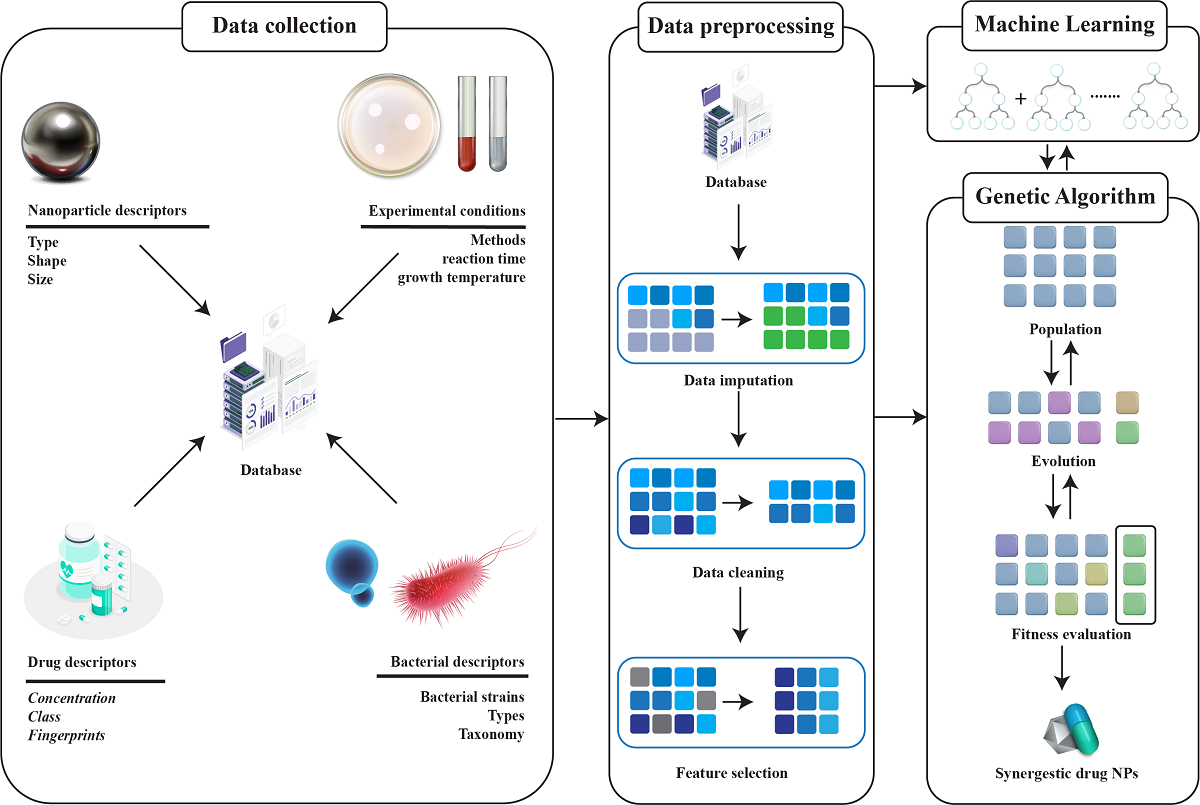 Data collection
Nanoparticle descriptors
Type
Shape
Size
Experimental conditions
Methods
reaction time
growth temperature
Database
Drug descriptors
Concentration
Class
Fingerprints
Bacterial descriptors
Bacterial strains
Types
Taxonomy
Data preprocessing
Database
Data imputation
Data cleaning
Feature selection
Machine Learning
+
.......
Genetic Algorithm
Population
Evolution
Fitness evaluation
Synergestic drug NPs